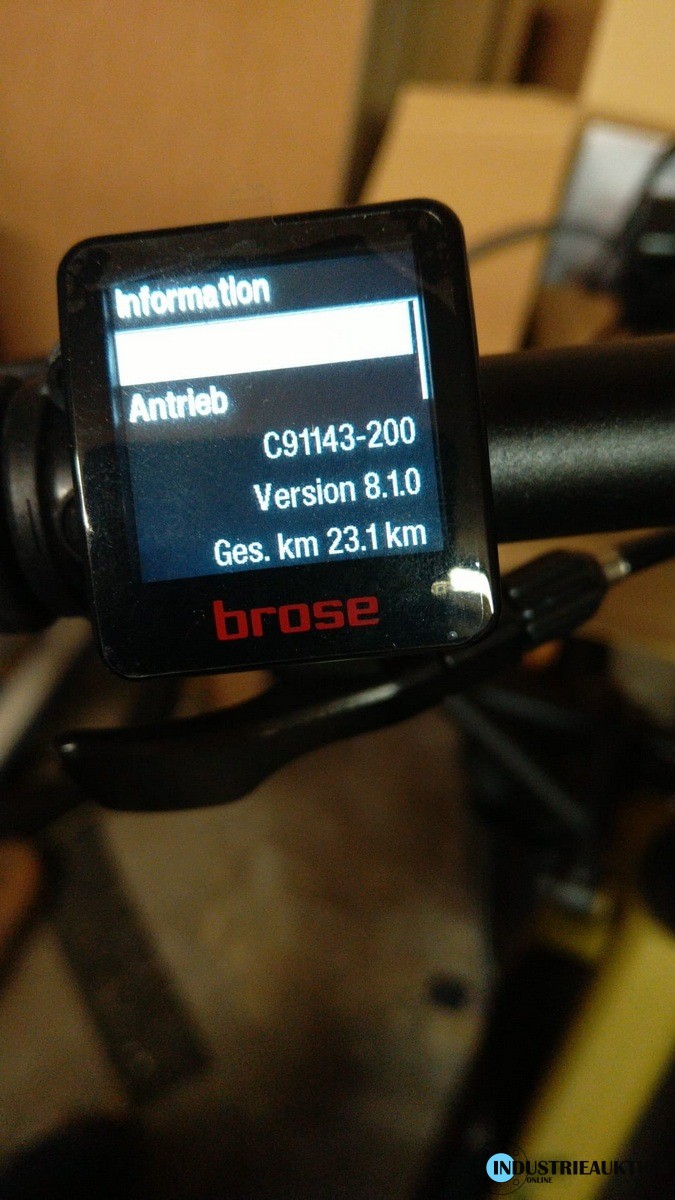 Information
Antrieb
C91143-200
Version 8.1.0
Ges. km 23.1 km
brose
INDUSTRIEAUKT
ONLINE